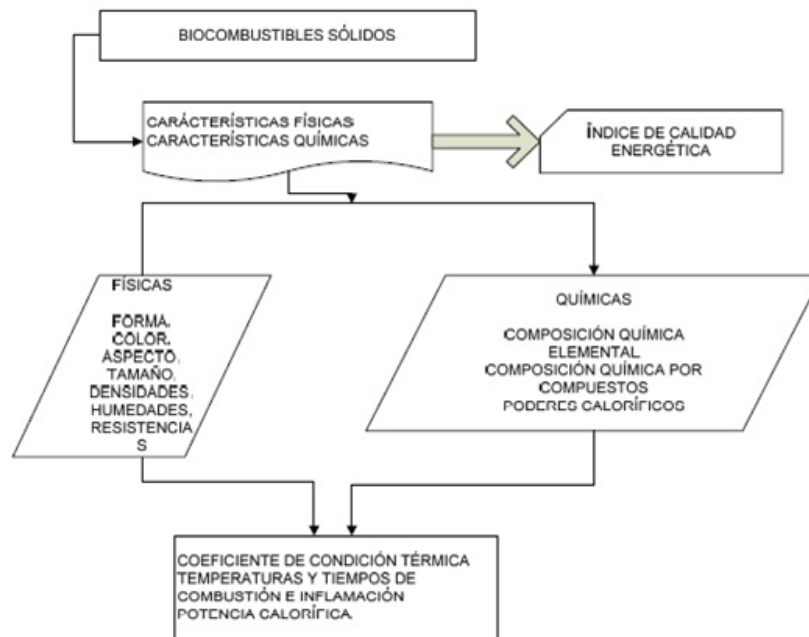 BIOCOMBUSTIBLES SÓLIDOS
CARÁCTERÍSTICAS FÍSICAS
CARACTERÍSTICAS QUÍMICAS
ÍNDICE DE CALIDAD
ENERGÉTICA
FÍSICAS
FORMA,
COLOR,
ASPECTO,
TAMAÑO,
DENSIDADES,
HUMEDADES,
RESISTENCIA
S
QUÍMICAS
COMPOSICIÓN QUÍMICA
ELEMENTAL
COMPOSICIÓN QUÍMICA POR
COMPUESTOS
PODERES CALORÍFICOS
COEFICIENTE DE CONDICIÓN TÉRMICA
TEMPERATURAS Y TIEMPOS DE
COMBUSTIÓN E INFLAMACIÓN
POTENCIA CALORÍFICA.